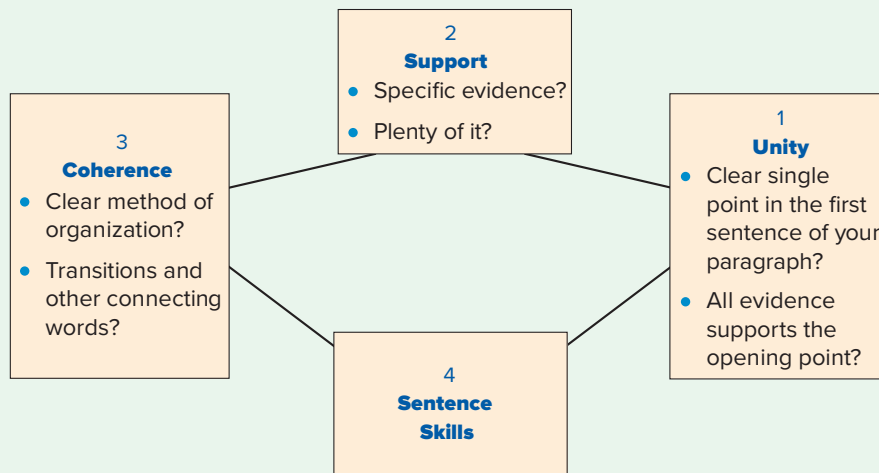 2
Support
• Specific evidence?
• Plenty of it?
3
Coherence
• Clear method of
organization?
• Transitions and
other connecting
words?
1
Unity
• Clear single
point in the first
sentence of your
paragraph?
• All evidence
supports the
opening point?
4
Sentence
Skills